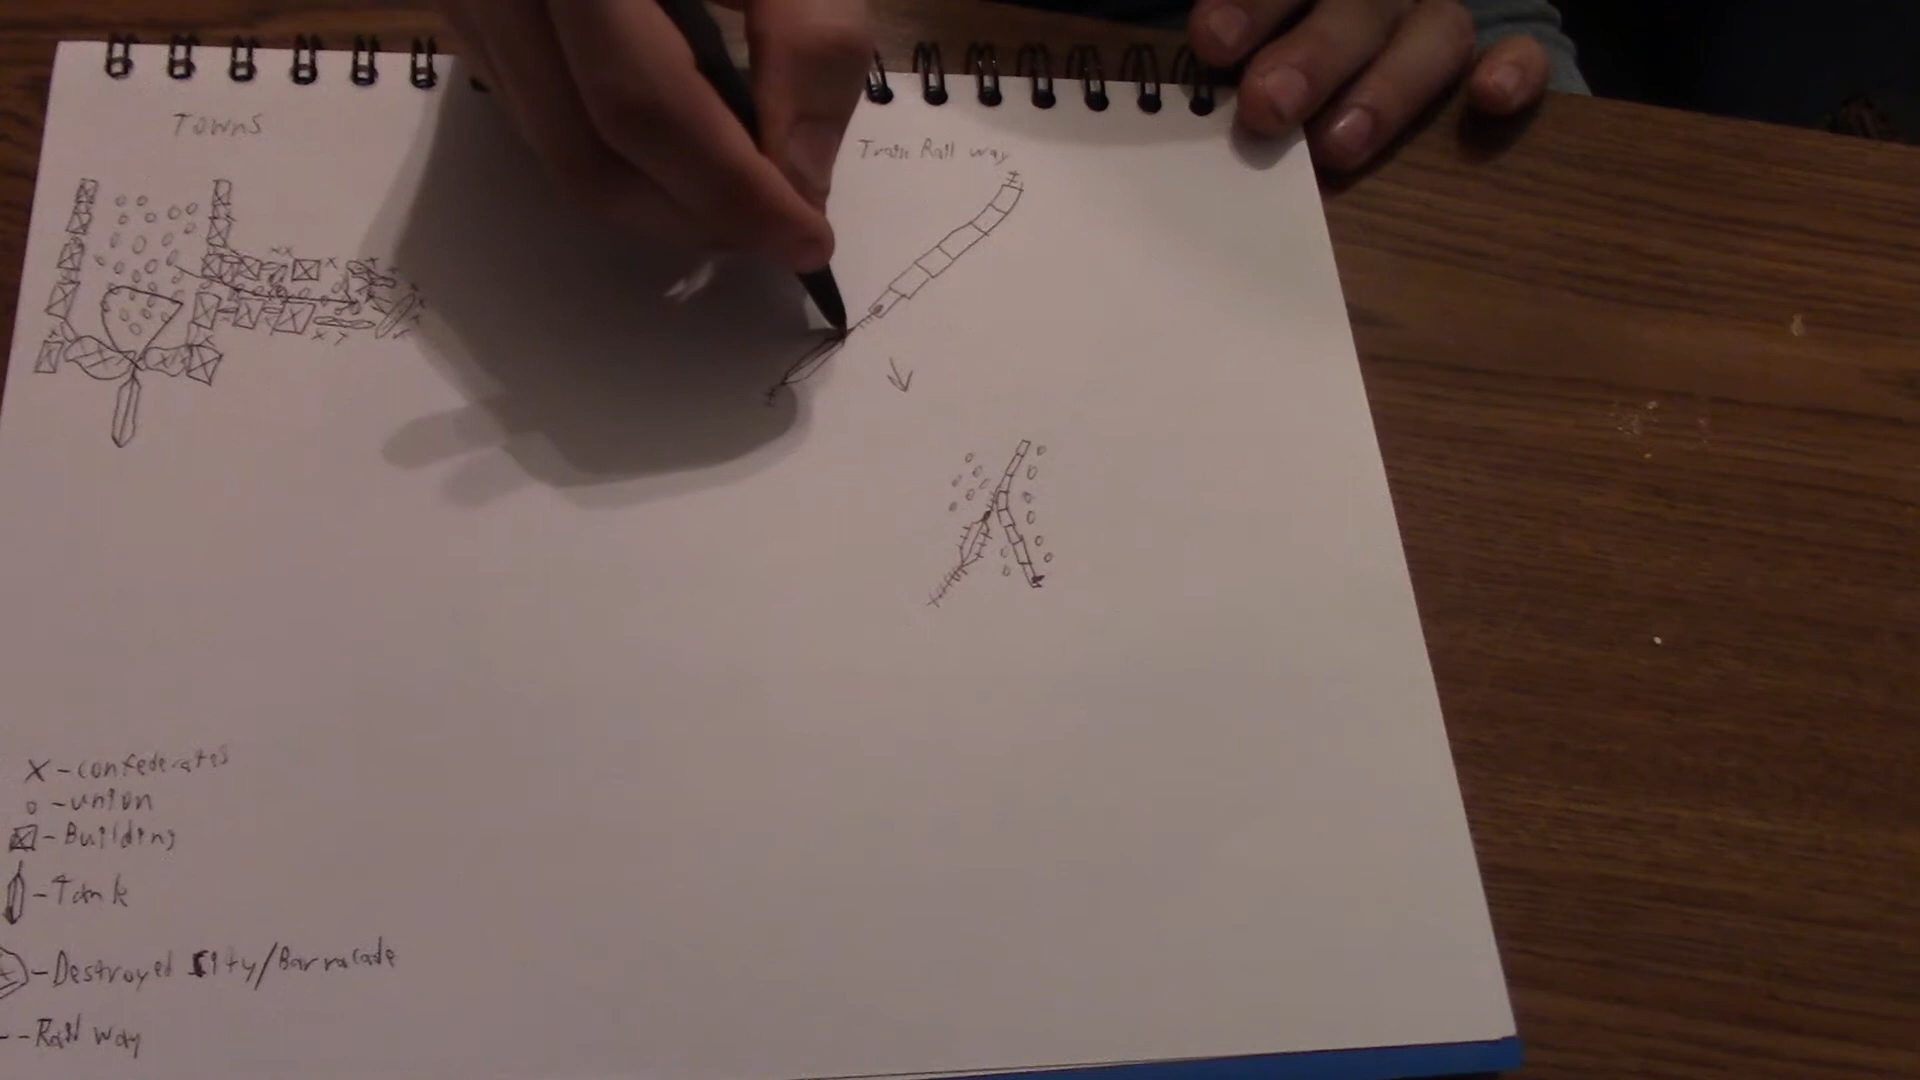 Towns
Train Rail way
X - confederates
o - union
- Building
- Tank
- Destroyed City/Barracade
- Rail way